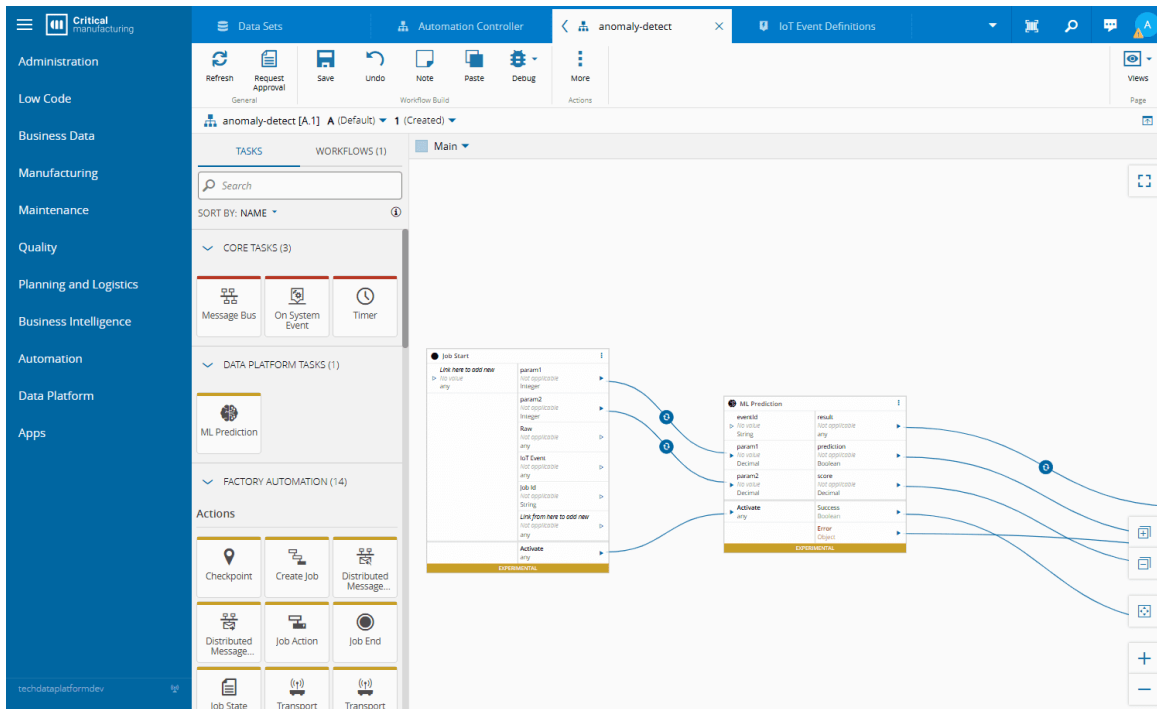 Critical
manufacturing
Data Sets
Automation Controller
anomaly-detect
IoT Event Definitions
A
Administration
Low Code
Business Data
Manufacturing
Maintenance
Quality
Planning and Logistics
Business Intelligence
Automation
Data Platform
Apps
techdataplatformdev
Refresh
Request
Approval
Save
Undo
Note
Paste
Debug
More
Views
General
Workflow Build
Actions
Page
anomaly-detect [A.1] A (Default) 1 (Created)
TASKS
WORKFLOWS (1)
Main
Search
SORT BY: NAME
CORE TASKS (3)
Message Bus
On System
Event
Timer
DATA PLATFORM TASKS (1)
ML Prediction
FACTORY AUTOMATION (14)
Actions
Checkpoint
Create Job
Distributed
Message...
Distributed
Message...
Job Action
Job End
Job State
Transport
Transport
Job Start
Link here to add new
No value
any
param1
Not applicable
Integer
param2
Not applicable
Integer
Raw
Not applicable
any
IoT Event
Not applicable
any
Job Id
Not applicable
String
Link from here to add new
Not applicable
any
Activate
any
EXPERIMENTAL
ML Prediction
eventId
No value
String
result
Not applicable
any
param1
No value
Decimal
prediction
Not applicable
Boolean
param2
No value
Decimal
score
Not applicable
Decimal
Activate
any
Success
Boolean
Error
Object
EXPERIMENTAL